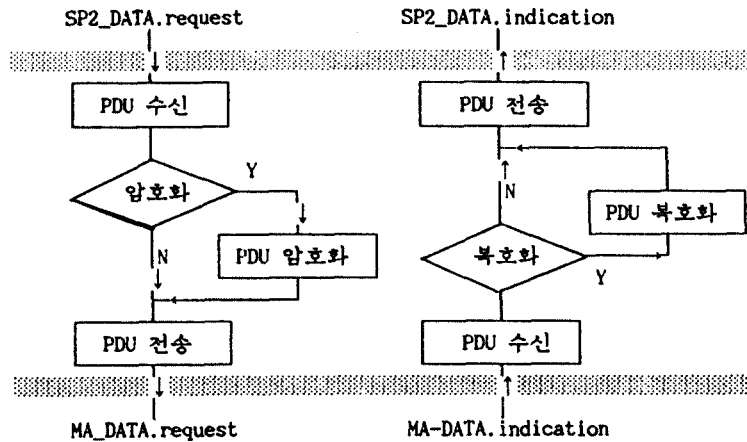 SP2_DATA.request
SP2_DATA.indication
PDU 수신
PDU 전송
암호화
Y
N
PDU 암호화
N
PDU 복호화
복호화
Y
PDU 전송
PDU 수신
MA_DATA.request
MA-DATA.indication